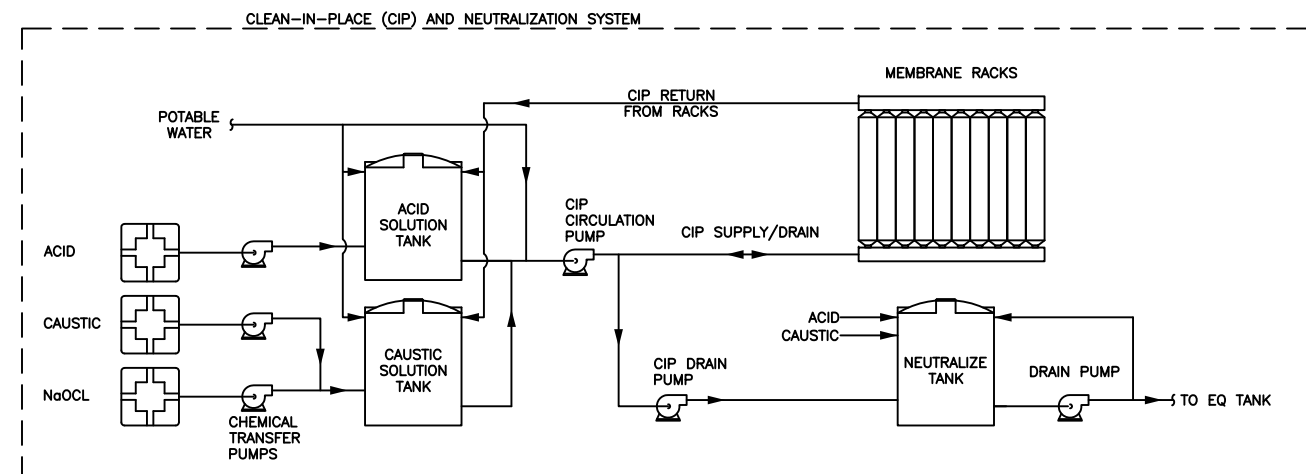 CLEAN-IN-PLACE (CIP) AND NEUTRALIZATION SYSTEM
MEMBRANE RACKS
CIP RETURN
FROM RACKS
POTABLE
WATER
ACID
SOLUTION
TANK
CIP
CIRCULATION
PUMP
CIP SUPPLY/DRAIN
ACID
CAUSTIC
NaOCL
CHEMICAL
TRANSFER
PUMPS
CAUSTIC
SOLUTION
TANK
CIP DRAIN
PUMP
ACID
CAUSTIC
NEUTRALIZE
TANK
DRAIN PUMP
TO EQ TANK